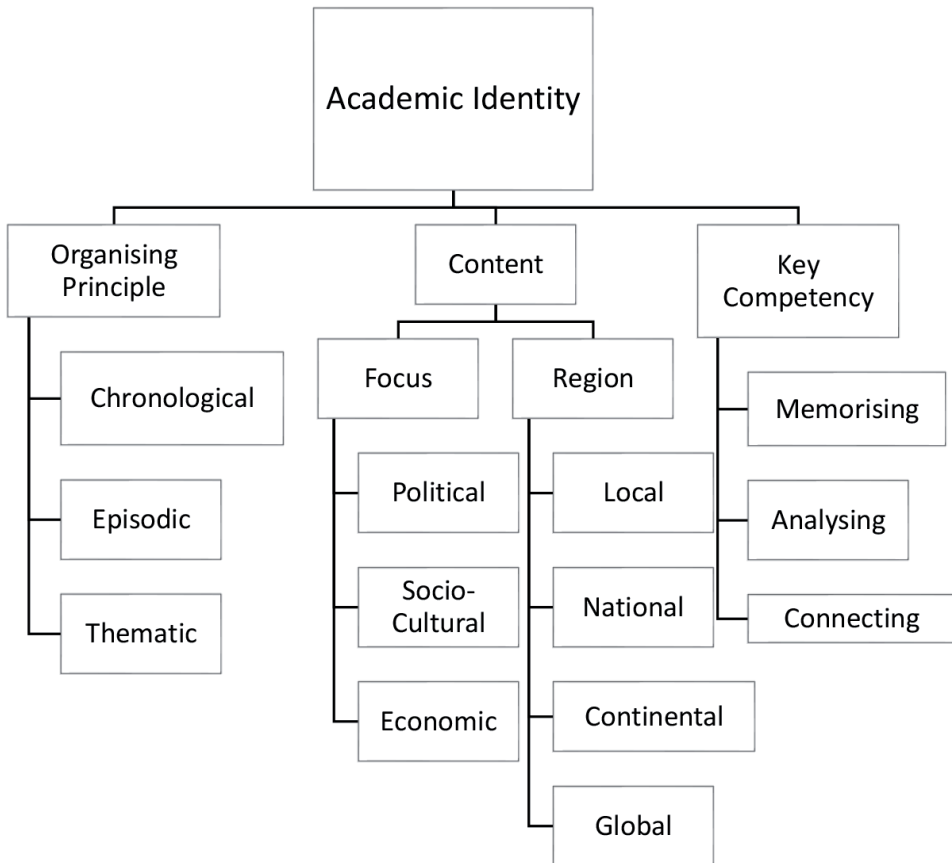 Academic Identity
Organising
Principle
Chronological
Episodic
Thematic
Content
Focus
Political
Socio-
Cultural
Economic
Region
Local
National
Continental
Global
Key
Competency
Memorising
Analysing
Connecting